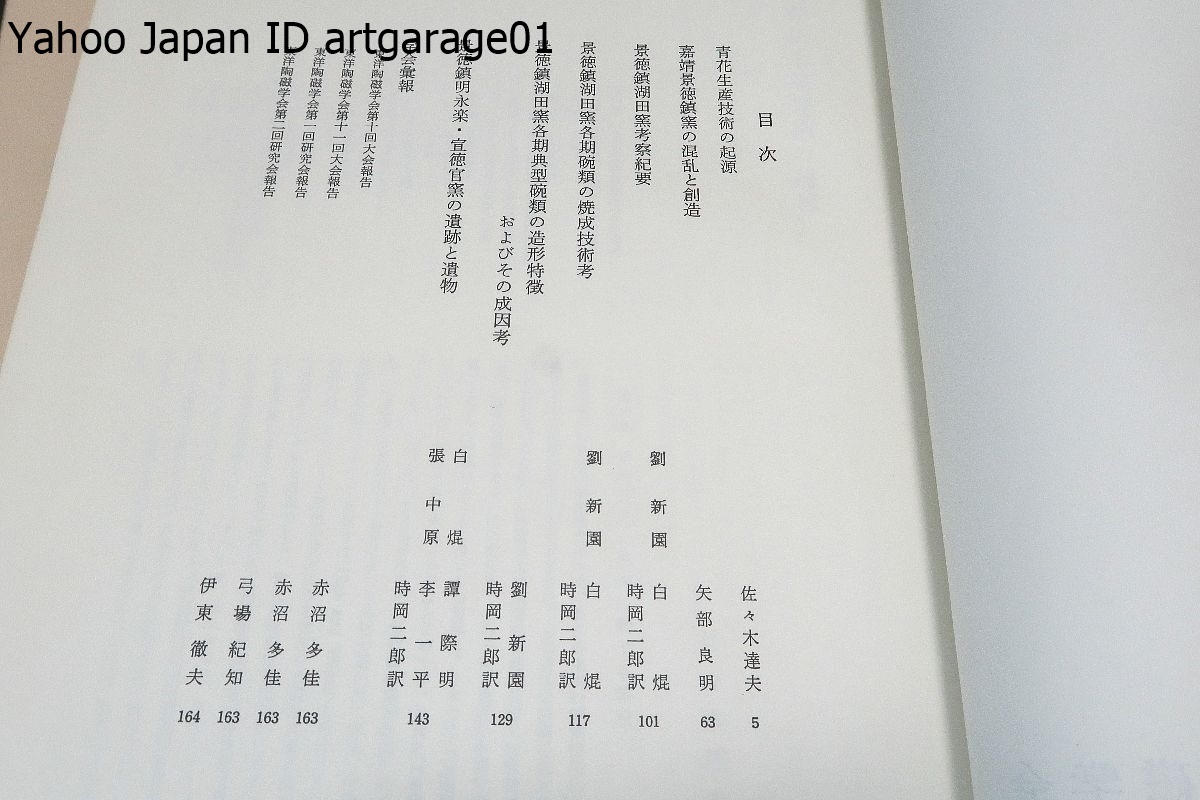 Yahoo Japan ID artgarage01
目次
青花生産技術の起源
佐々木達夫
5
嘉靖景徳鎮窯の混乱と創造
矢部良明
63
景徳鎮湖田窯考察紀要
劉新園
白焜
時岡二郎訳
101
景徳鎮湖田窯各期碗類の焼成技術考
劉新園
白焜
時岡二郎訳
117
景徳鎮湖田窯各期典型碗類の造形特徴
およびその成因考
劉新園
時岡二郎訳
129
景徳鎮明永楽・宣徳官窯の遺跡と遺物
白焜
張中原
譚際明
李一平
時岡二郎訳
143
会彙報
東洋陶磁学会第十回大会報告
赤沼多佳
163
東洋陶磁学会第十一回大会報告
赤沼多佳
163
東洋陶磁学会第一回研究会報告
弓場紀知
163
東洋陶磁学会第二回研究会報告
伊東徹夫
164